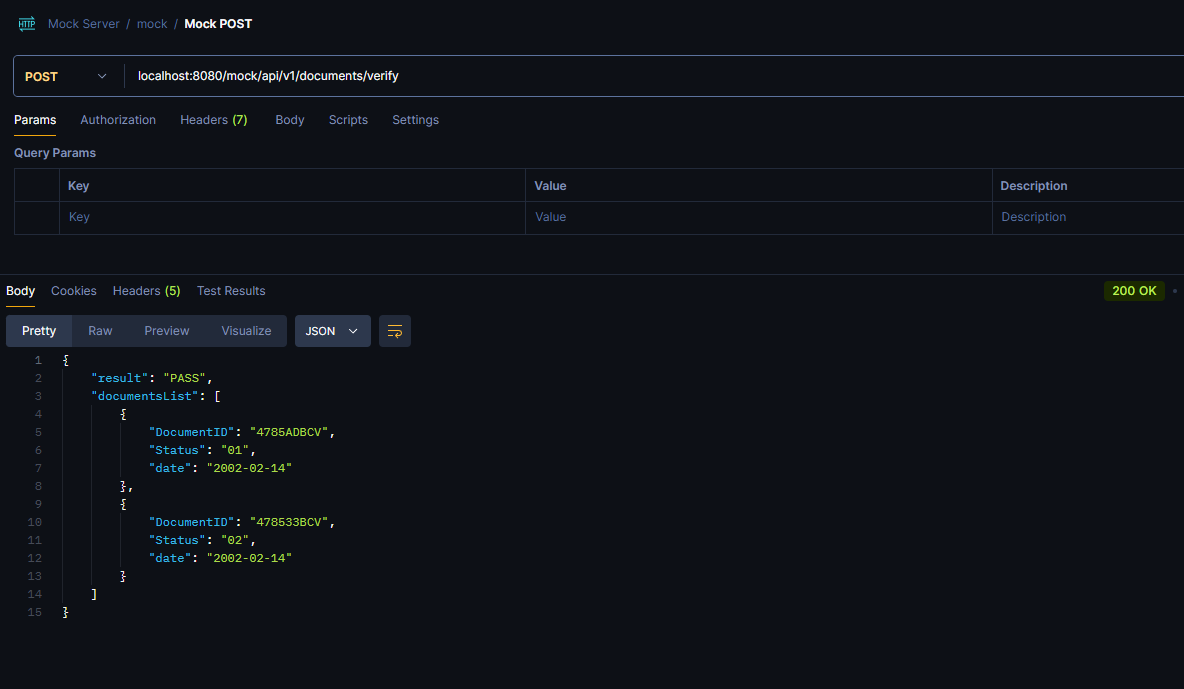 HTTP Mock Server / mock / Mock POST
POST localhost:8080/mock/api/v1/documents/verify
Params Authorization Headers (7) Body Scripts Settings
Query Params
Key Value Description
Key Value Description
Body Cookies Headers (5) Test Results 200 OK
Pretty Raw Preview Visualize JSON
1 {
2 "result": "PASS",
3 "documentsList": [
4 {
5 "DocumentID": "4785ADBCV",
6 "Status": "01",
7 "date": "2002-02-14"
8 },
9 {
10 "DocumentID": "478533BCV",
11 "Status": "02",
12 "date": "2002-02-14"
13 }
14 ]
15 }